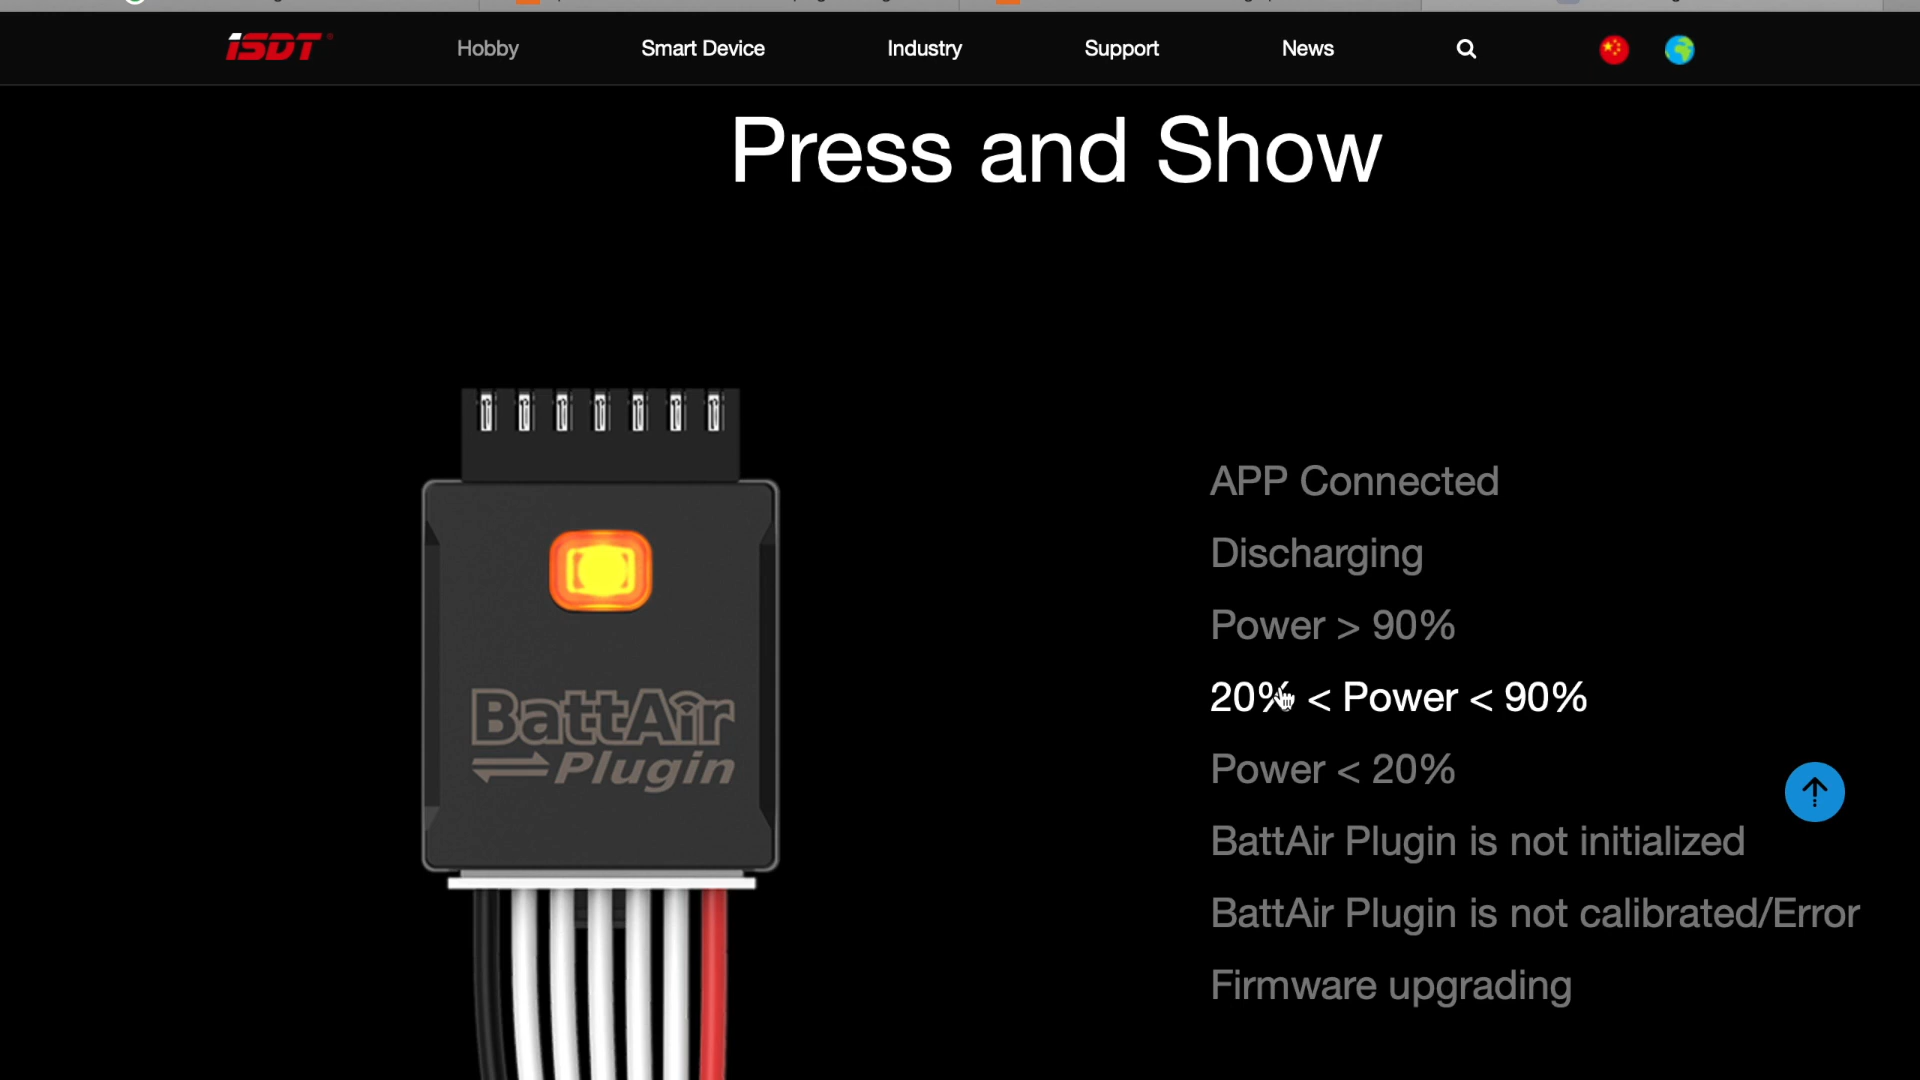 iSDT
Hobby
Smart Device
Industry
Support
News
Press and Show
APP Connected
Discharging
Power > 90%
20% < Power < 90%
Power < 20%
BattAir Plugin is not initialized
BattAir Plugin is not calibrated/Error
Firmware upgrading
BattAir
Plugin